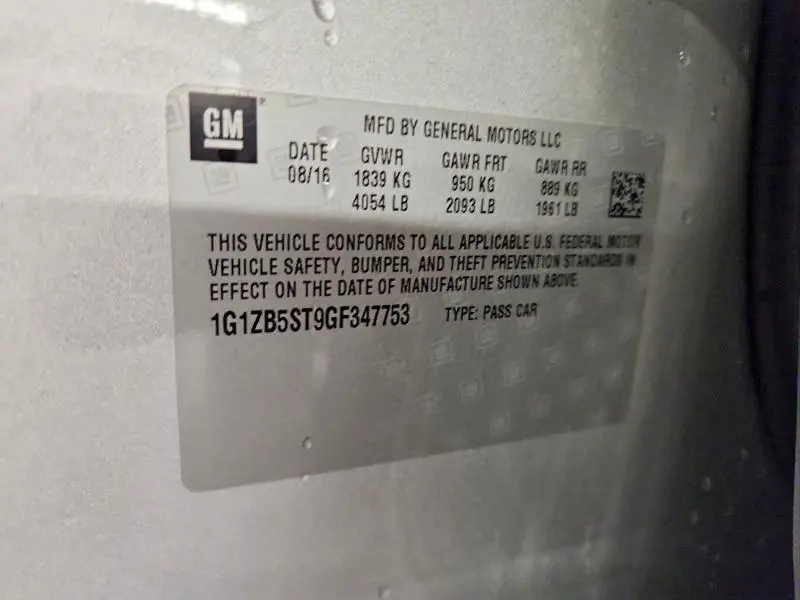 GM
MFD BY GENERAL MOTORS LLC
DATE GVWR GAWR FRT GAWR RR
08/16 1839 KG 950 KG 889 KG
4054 LB 2093 LB 1961 LB
THIS VEHICLE CONFORMS TO ALL APPLICABLE U.S. FEDERAL MOTOR
VEHICLE SAFETY, BUMPER, AND THEFT PREVENTION STANDARDS IN
EFFECT ON THE DATE OF MANUFACTURE SHOWN ABOVE.
1G1ZB5ST9GF347753 TYPE: PASS CAR